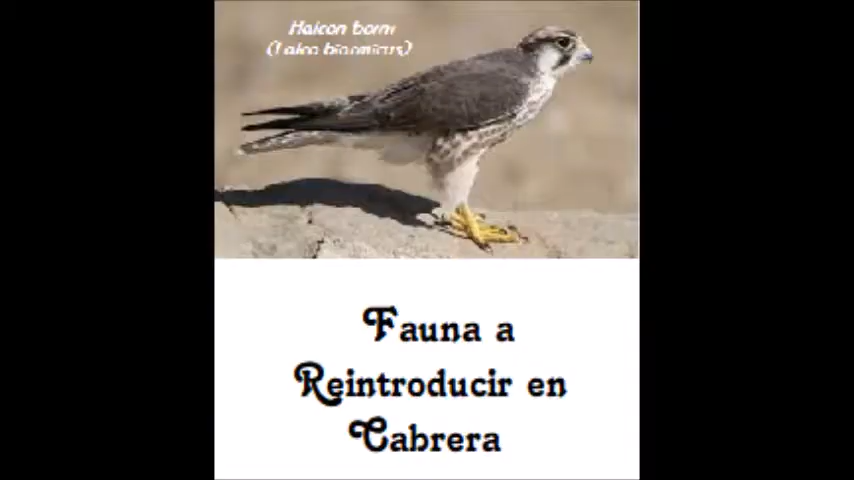 Halcon borni
Fauna a
Reintroducir en
Cabrera